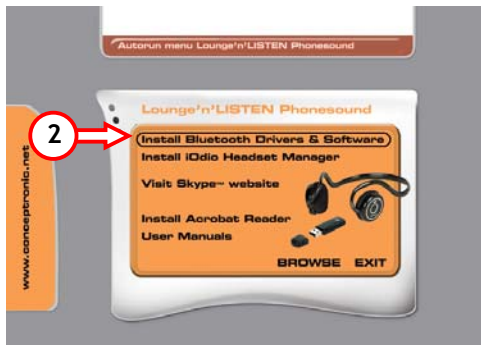 Autorun menu Lounge'n'LISTEN Phonesound
Lounge'n'LISTEN Phonesound
2
Install Bluetooth Drivers & Software
Install iOdio Headset Manager
Visit Skype™ website
Install Acrobat Reader
User Manuals
BROWSE EXIT
www.conceptronic.net